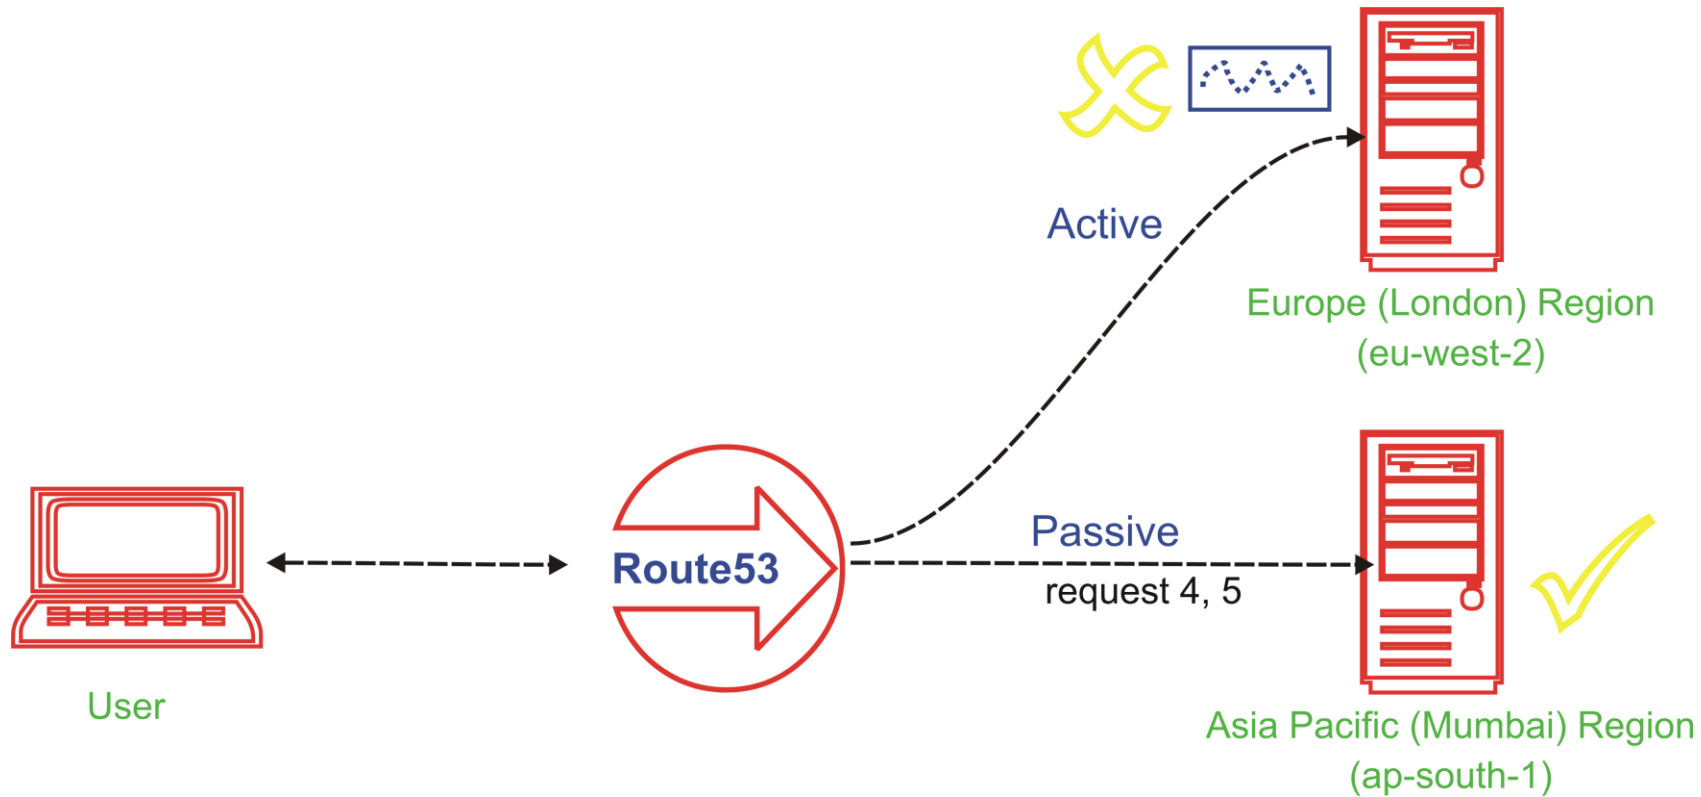 Active
Europe (London) Region
(eu-west-2)
Passive
Route53
request 4, 5
User
Asia Pacific (Mumbai) Region
(ap-south-1)